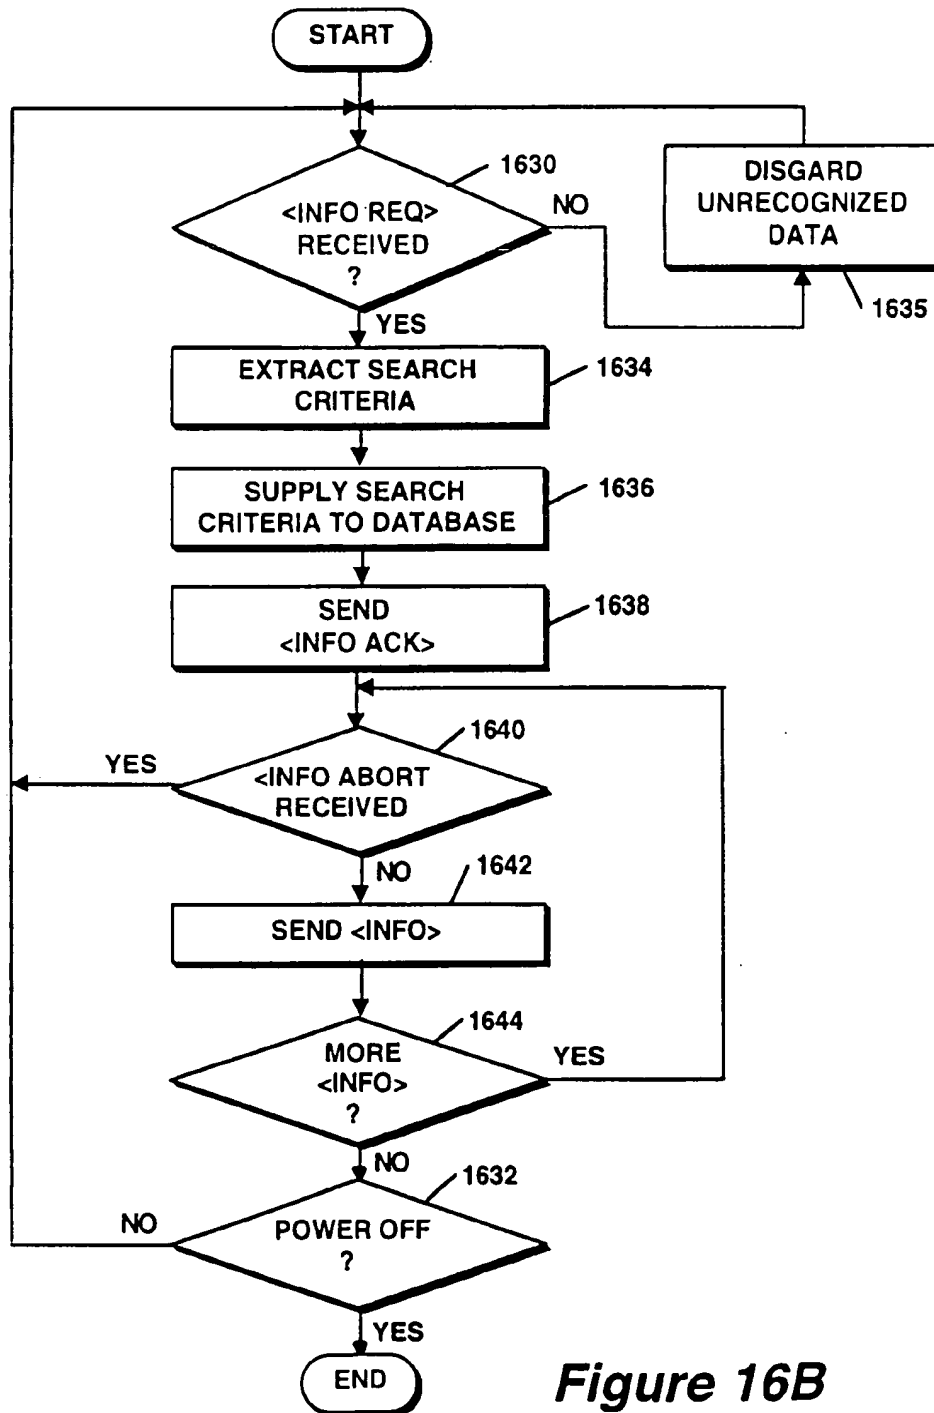 START
1630
<INFO REQ>
RECEIVED
?
NO
DISGARD
UNRECOGNIZED
DATA
1635
YES
EXTRACT SEARCH
CRITERIA
1634
SUPPLY SEARCH
CRITERIA TO DATABASE
1636
SEND
<INFO ACK>
1638
1640
YES
<INFO ABORT
RECEIVED
NO
1642
SEND <INFO>
1644
MORE
<INFO>
?
YES
NO
1632
NO
POWER OFF
?
YES
END
Figure 16B